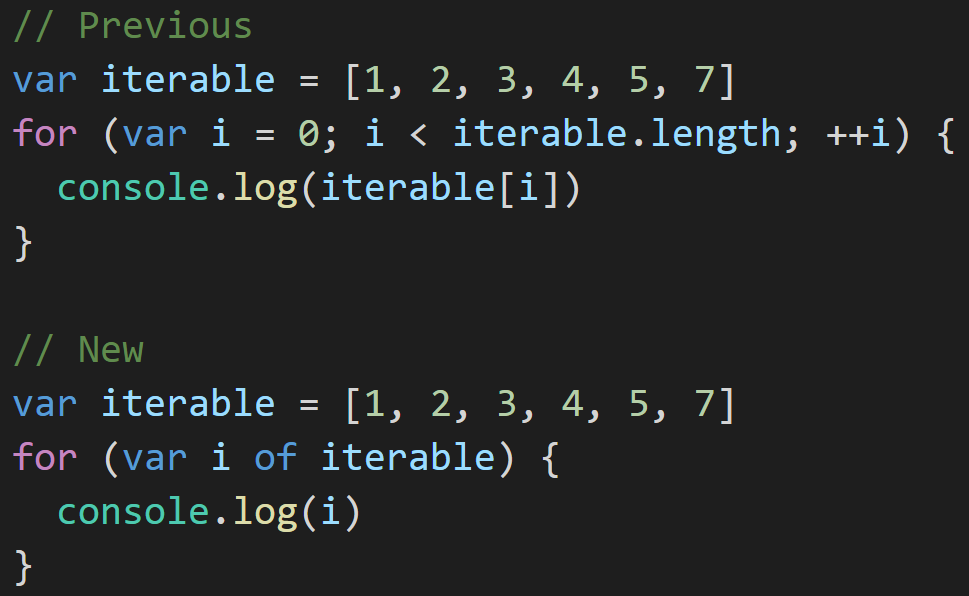 // Previous
var iterable = [1, 2, 3, 4, 5, 7]
for (var i = 0; i < iterable.length; ++i) {
  console.log(iterable[i])
}

// New
var iterable = [1, 2, 3, 4, 5, 7]
for (var i of iterable) {
  console.log(i)
}